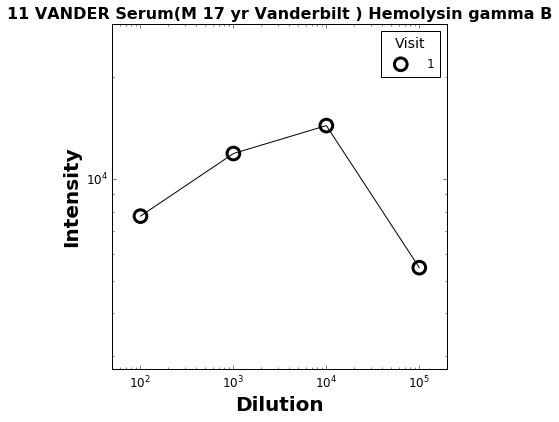 11 VANDER Serum(M 17 yr Vanderbilt ) Hemolysin gamma B
Visit
1
Intensity
10^4
10^2 10^3 10^4 10^5
Dilution